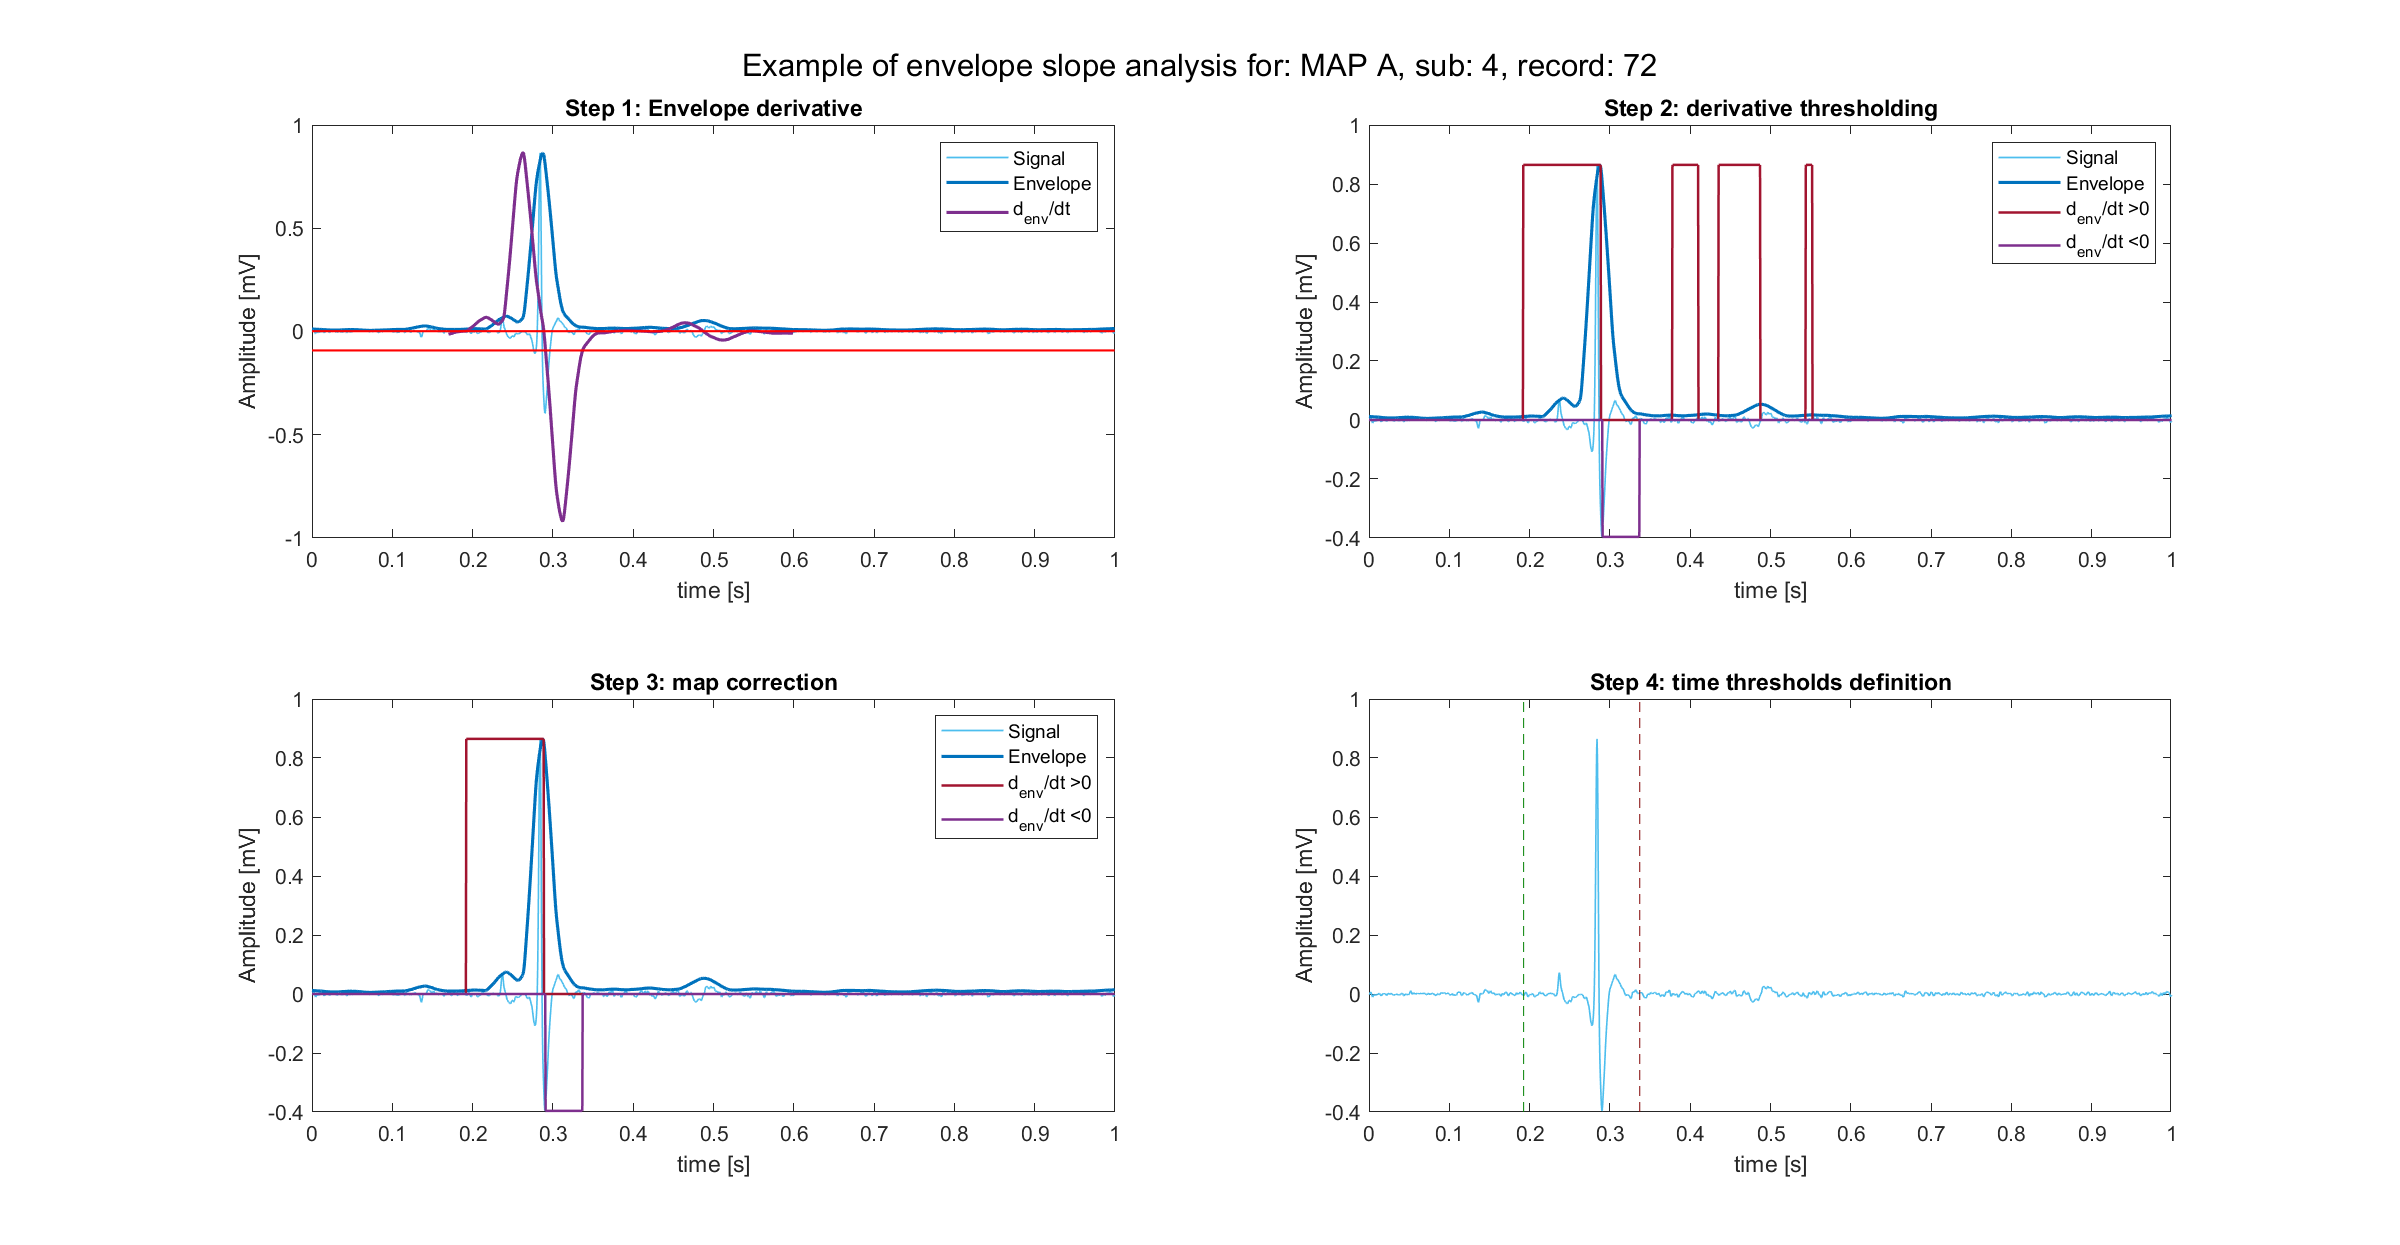 Example of envelope slope analysis for: MAP A, sub: 4, record: 72
Step 1: Envelope derivative
1
0.5
0
-0.5
-1
Amplitude [mV]
0 0.1 0.2 0.3 0.4 0.5 0.6 0.7 0.8 0.9 1
time [s]
Signal
Envelope
d_env/dt
Step 2: derivative thresholding
1
0.8
0.6
0.4
0.2
0
-0.2
-0.4
Amplitude [mV]
0 0.1 0.2 0.3 0.4 0.5 0.6 0.7 0.8 0.9 1
time [s]
Signal
Envelope
d_env/dt >0
d_env/dt <0
Step 3: map correction
1
0.8
0.6
0.4
0.2
0
-0.2
-0.4
Amplitude [mV]
0 0.1 0.2 0.3 0.4 0.5 0.6 0.7 0.8 0.9 1
time [s]
Signal
Envelope
d_env/dt >0
d_env/dt <0
Step 4: time thresholds definition
1
0.8
0.6
0.4
0.2
0
-0.2
-0.4
Amplitude [mV]
0 0.1 0.2 0.3 0.4 0.5 0.6 0.7 0.8 0.9 1
time [s]